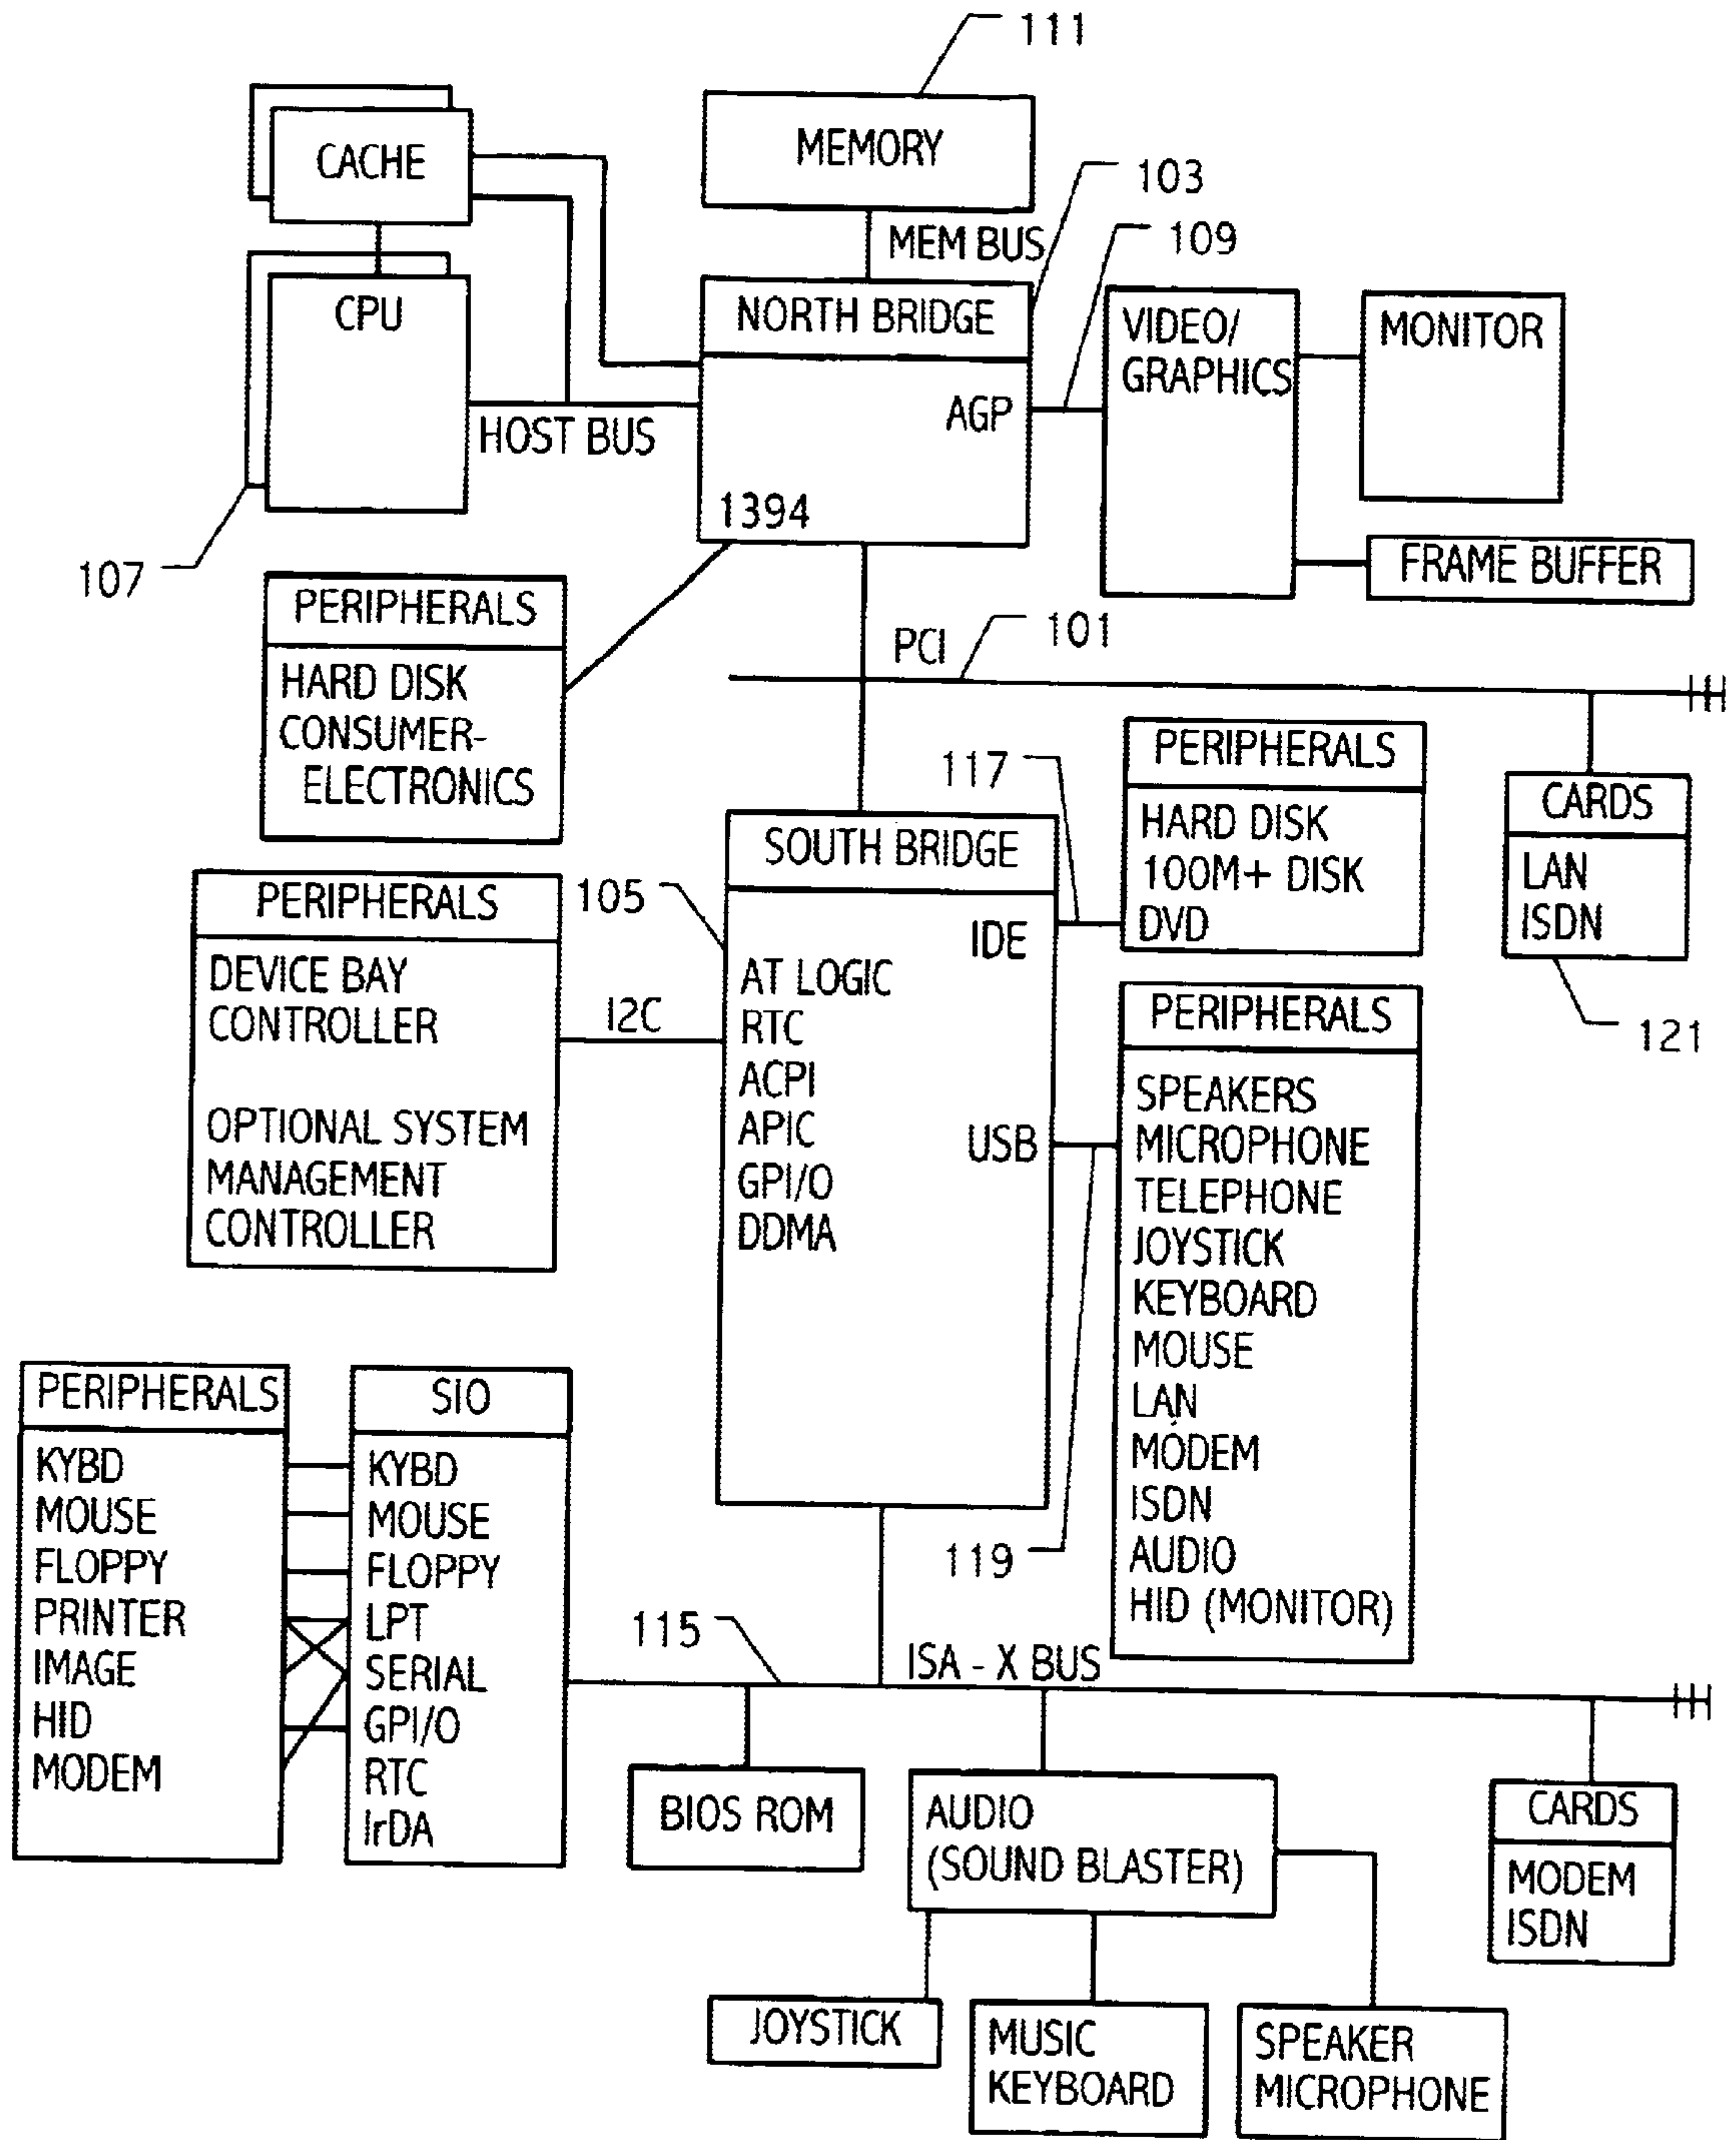 111
CACHE
MEMORY
103
MEM BUS
109
CPU
NORTH BRIDGE
VIDEO/
GRAPHICS
MONITOR
AGP
HOST BUS
1394
107
FRAME BUFFER
PERIPHERALS
HARD DISK
CONSUMER-
ELECTRONICS
PCI
101
117
PERIPHERALS
HARD DISK
100M+ DISK
DVD
CARDS
LAN
ISDN
121
SOUTH BRIDGE
105
IDE
AT LOGIC
RTC
ACPI
APIC
GPI/O
DDMA
USB
PERIPHERALS
DEVICE BAY
CONTROLLER
OPTIONAL SYSTEM
MANAGEMENT
CONTROLLER
I2C
PERIPHERALS
SPEAKERS
MICROPHONE
TELEPHONE
JOYSTICK
KEYBOARD
MOUSE
LAN
MODEM
ISDN
AUDIO
HID (MONITOR)
119
PERIPHERALS
KYBD
MOUSE
FLOPPY
PRINTER
IMAGE
HID
MODEM
SIO
KYBD
MOUSE
FLOPPY
LPT
SERIAL
GPI/O
RTC
IrDA
115
ISA - X BUS
BIOS ROM
AUDIO
(SOUND BLASTER)
CARDS
MODEM
ISDN
JOYSTICK
MUSIC
KEYBOARD
SPEAKER
MICROPHONE